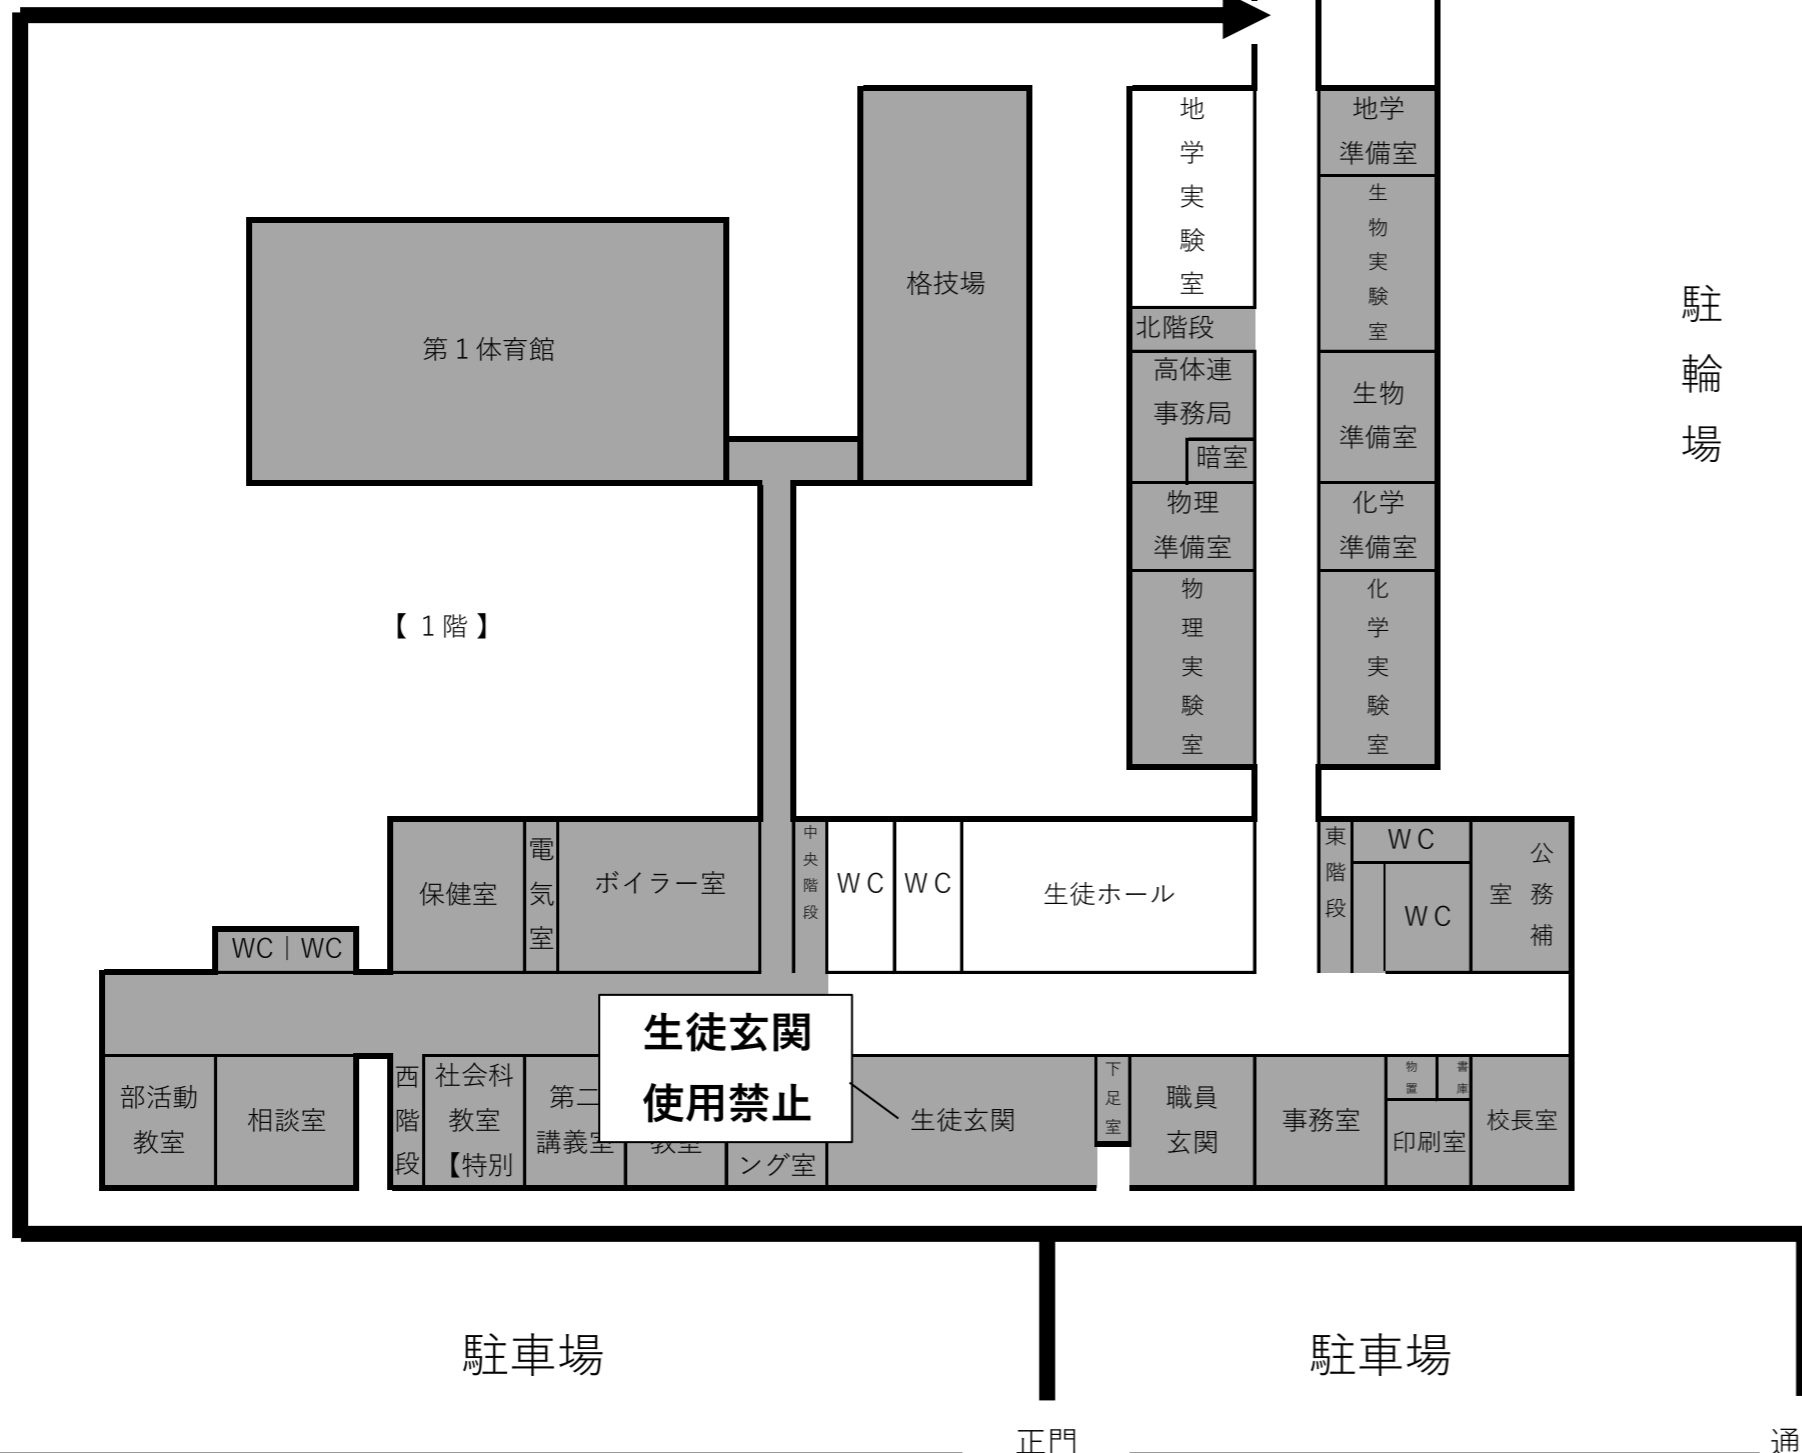 地学実験室
地学
準備室
生物実験室
格技場
第１体育館
北階段
高体連
事務局
暗室
生物
準備室
駐輪場
物理
準備室
化学
準備室
物理実験室
化学実験室
【 １階 】
保健室
電気室
ボイラー室
中央階段
ＷＣ
ＷＣ
生徒ホール
東階段
ＷＣ
ＷＣ
公務補
室
WC｜WC
生徒玄関
使用禁止
部活動
教室
相談室
西階段
社会科
教室
【特別
第二
講義室
教室
ング室
生徒玄関
下足室
職員
玄関
事務室
物置
書庫
印刷室
校長室
駐車場
駐車場
正門
通